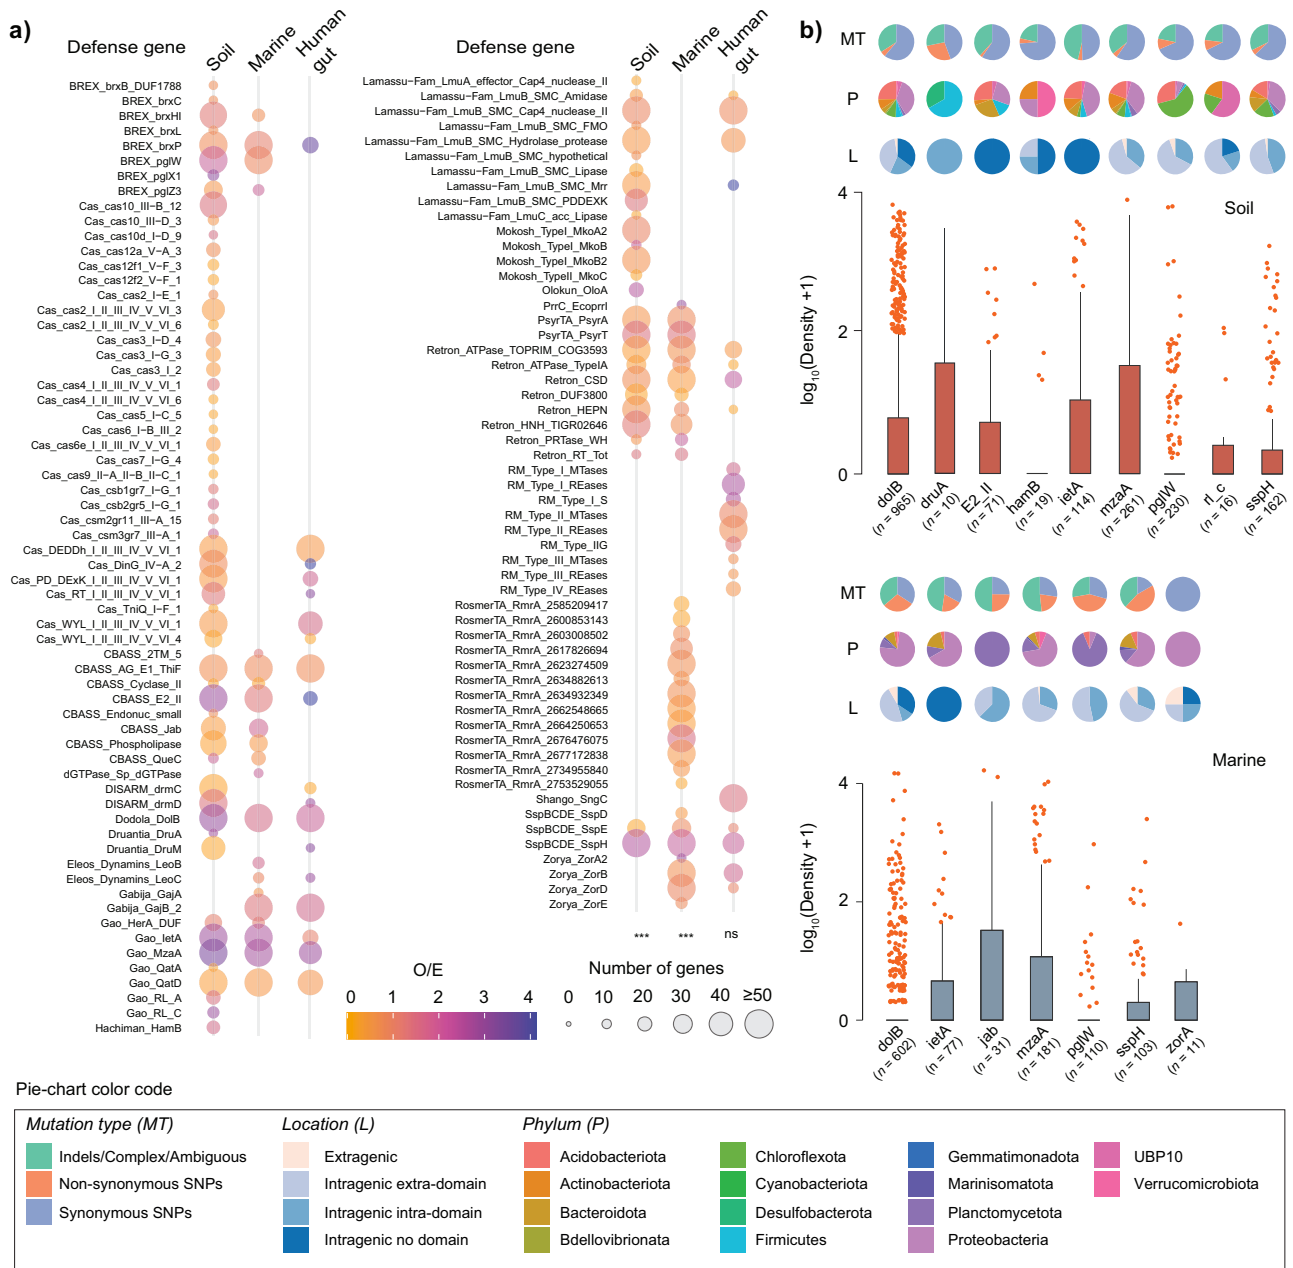 a)
Defense gene
Soil
Marine
Human
gut
BREX_brxB_DUF1788
BREX_brxC
BREX_brxHI
BREX_brxL
BREX_brxP
BREX_pglW
BREX_pglX1
BREX_pglZ3
Cas_cas10_III−B_12
Cas_cas10_III−D_3
Cas_cas10d_I−D_9
Cas_cas12a_V−A_3
Cas_cas12f1_V−F_3
Cas_cas12f2_V−F_1
Cas_cas2_I−E_1
Cas_cas2_I_II_III_IV_V_VI_3
Cas_cas2_I_II_III_IV_V_VI_6
Cas_cas3_I−D_4
Cas_cas3_I−G_3
Cas_cas3_I_2
Cas_cas4_I_II_III_IV_V_VI_1
Cas_cas4_I_II_III_IV_V_VI_6
Cas_cas5_I−C_5
Cas_cas6_I−B_III_2
Cas_cas6e_I_II_III_IV_V_VI_1
Cas_cas7_I−G_4
Cas_cas9_II−A_II−B_II−C_1
Cas_csb1gr7_I−G_1
Cas_csb2gr5_I−G_1
Cas_csm2gr11_III−A_15
Cas_csm3gr7_III−A_1
Cas_DEDDh_I_II_III_IV_V_VI_1
Cas_DinG_IV−A_2
Cas_PD_DExK_I_II_III_IV_V_VI_1
Cas_RT_I_II_III_IV_V_VI_1
Cas_TniQ_I−F_1
Cas_WYL_I_II_III_IV_V_VI_1
Cas_WYL_I_II_III_IV_V_VI_4
CBASS_2TM_5
CBASS_AG_E1_ThiF
CBASS_Cyclase_II
CBASS_E2_II
CBASS_Endonuc_small
CBASS_Jab
CBASS_Phospholipase
CBASS_QueC
dGTPase_Sp_dGTPase
DISARM_drmC
DISARM_drmD
Dodola_DolB
Druantia_DruA
Druantia_DruM
Eleos_Dynamins_LeoB
Eleos_Dynamins_LeoC
Gabija_GajA
Gabija_GajB_2
Gao_HerA_DUF
Gao_IetA
Gao_MzaA
Gao_QatA
Gao_QatD
Gao_RL_A
Gao_RL_C
Hachiman_HamB
Defense gene
Soil
Marine
Human
gut
Lamassu−Fam_LmuA_effector_Cap4_nuclease_II
Lamassu−Fam_LmuB_SMC_Amidase
Lamassu−Fam_LmuB_SMC_Cap4_nuclease_II
Lamassu−Fam_LmuB_SMC_FMO
Lamassu−Fam_LmuB_SMC_Hydrolase_protease
Lamassu−Fam_LmuB_SMC_hypothetical
Lamassu−Fam_LmuB_SMC_Lipase
Lamassu−Fam_LmuB_SMC_Mrr
Lamassu−Fam_LmuB_SMC_PDDEXK
Lamassu−Fam_LmuC_acc_Lipase
Mokosh_TypeI_MkoA2
Mokosh_TypeI_MkoB
Mokosh_TypeI_MkoB2
Mokosh_TypeII_MkoC
Olokun_OloA
PrrC_EcoprrI
PsyrTA_PsyrA
PsyrTA_PsyrT
Retron_ATPase_TOPRIM_COG3593
Retron_ATPase_TypeIA
Retron_CSD
Retron_DUF3800
Retron_HEPN
Retron_HNH_TIGR02646
Retron_PRTase_WH
Retron_RT_Tot
RM_Type_I_MTases
RM_Type_I_REases
RM_Type_I_S
RM_Type_II_MTases
RM_Type_II_REases
RM_Type_IIG
RM_Type_III_MTases
RM_Type_III_REases
RM_Type_IV_REases
RosmerTA_RmrA_2585209417
RosmerTA_RmrA_2600853143
RosmerTA_RmrA_2603008502
RosmerTA_RmrA_2617826694
RosmerTA_RmrA_2623274509
RosmerTA_RmrA_2634882613
RosmerTA_RmrA_2634932349
RosmerTA_RmrA_2662548665
RosmerTA_RmrA_2664250653
RosmerTA_RmrA_2676476075
RosmerTA_RmrA_2677172838
RosmerTA_RmrA_2734955840
RosmerTA_RmrA_2753529055
Shango_SngC
SspBCDE_SspD
SspBCDE_SspE
SspBCDE_SspH
Zorya_ZorA2
Zorya_ZorB
Zorya_ZorD
Zorya_ZorE
*** *** ns
O/E
0 1 2 3 4
Number of genes
0 10 20 30 40 ≥50
b)
MT
P
L
Soil
log10(Density +1)
4
2
0
dolB (n = 965)
druA (n = 10)
E2_II (n = 71)
hamB (n = 19)
ietA (n = 114)
mzaA (n = 261)
pglW (n = 230)
rl_c (n = 16)
sspH (n = 162)
MT
P
L
Marine
log10(Density +1)
4
2
0
dolB (n = 602)
ietA (n = 77)
jab (n = 31)
mzaA (n = 181)
pglW (n = 110)
sspH (n = 103)
zorA (n = 11)
Pie-chart color code
Mutation type (MT)
Indels/Complex/Ambiguous
Non-synonymous SNPs
Synonymous SNPs
Location (L)
Extragenic
Intragenic extra-domain
Intragenic intra-domain
Intragenic no domain
Phylum (P)
Acidobacteriota
Actinobacteriota
Bacteroidota
Bdellovibrionata
Chloroflexota
Cyanobacteriota
Desulfobacterota
Firmicutes
Gemmatimonadota
Marinisomatota
Planctomycetota
Proteobacteria
UBP10
Verrucomicrobiota